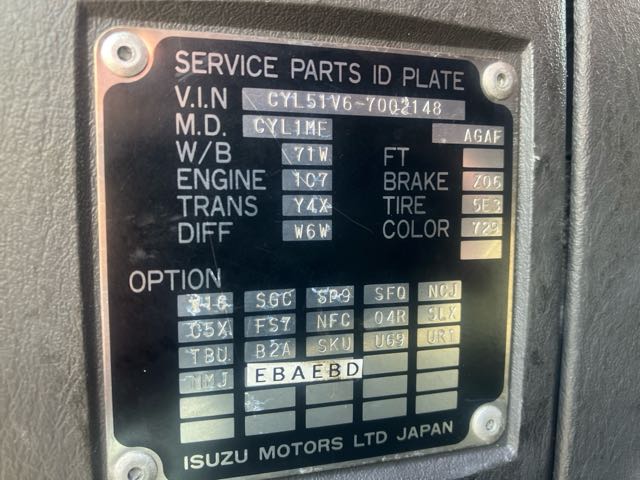 SERVICE PARTS ID PLATE
V.I.N CYL51V6-7002148
M.D. CYL1MF AGAF
W/B 71W FT
ENGINE 107 BRAKE Z06
TRANS Y4X TIRE 5E3
DIFF W6W COLOR 729
OPTION
SGC SP9 SFQ NCJ
C5X FS7 NFC 04R SLX
TBU B2A SKU U69 UR1
EBAEBD
ISUZU MOTORS LTD JAPAN